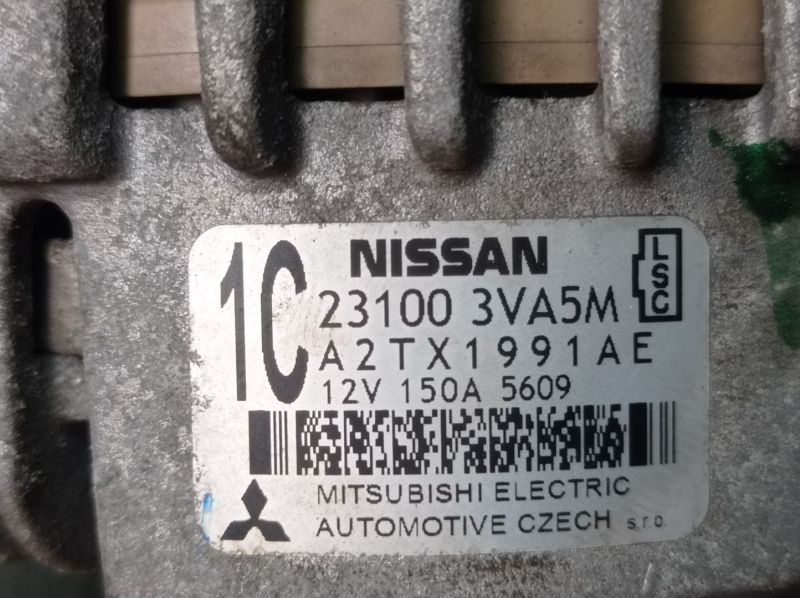 1C
NISSAN
LSC
23100 3VA5M
A2TX1991AE
12V 150A 5609
MITSUBISHI ELECTRIC
AUTOMOTIVE CZECH s.r.o.